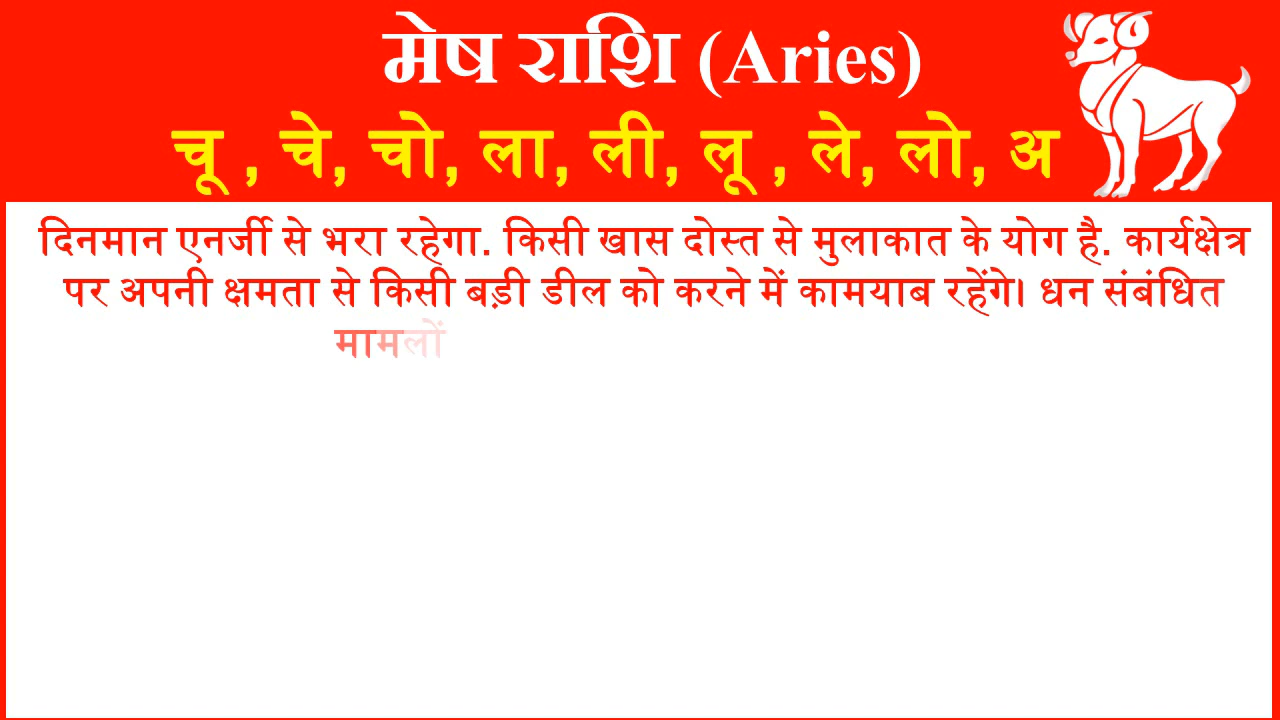 मेष राशि (Aries)
चू , चे, चो, ला, ली, लू , ले, लो, अ
दिनमान एनर्जी से भरा रहेगा. किसी खास दोस्त से मुलाकात के योग है. कार्यक्षेत्र
पर अपनी क्षमता से किसी बड़ी डील को करने में कामयाब रहेंगे। धन संबंधित
मामलों